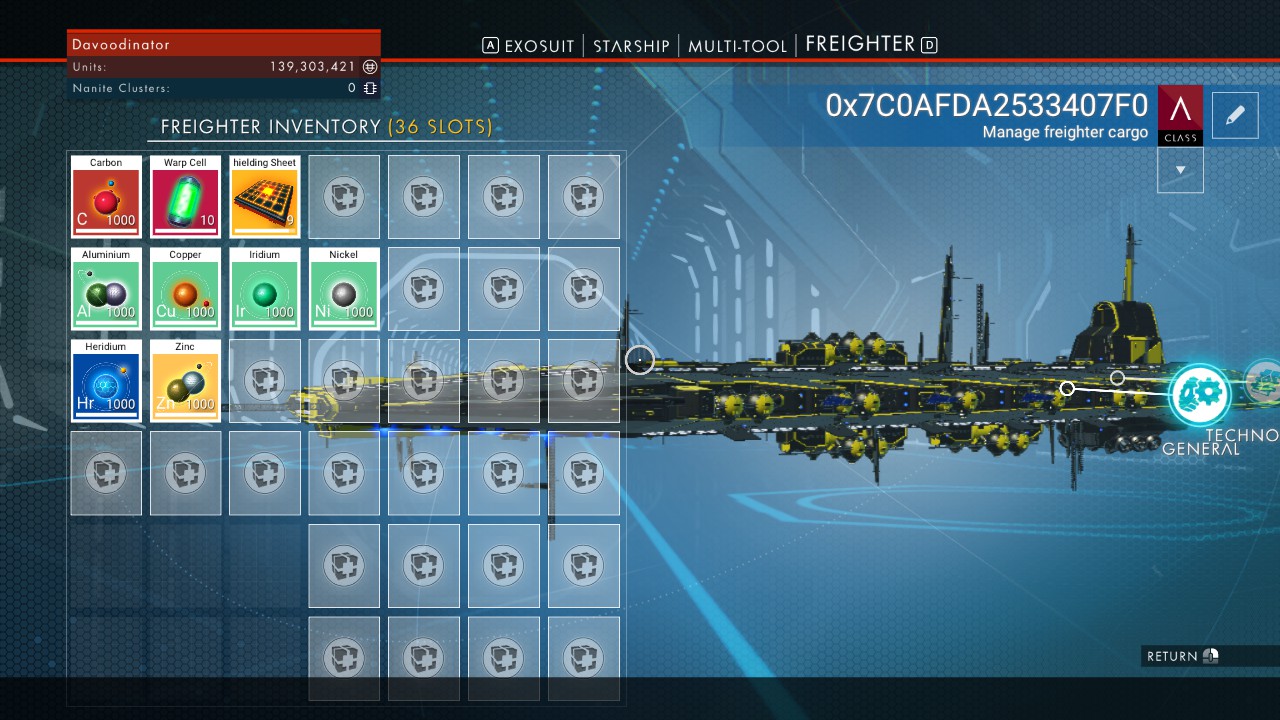 Davoodinator
Units: 139,303,421
Nanite Clusters: 0
A EXOSUIT STARSHIP MULTI-TOOL FREIGHTER D
0x7C0AFDA2533407F0
Manage freighter cargo
CLASS
FREIGHTER INVENTORY (36 SLOTS)
Carbon Warp Cell hielding Sheet
C 1000 10 9
Aluminium Copper Iridium Nickel
Al 1000 Cu 1000 Ir 1000 Ni 1000
Heridium Zinc
Hr 1000 Zn 1000
TECHNO
GENERAL
RETURN